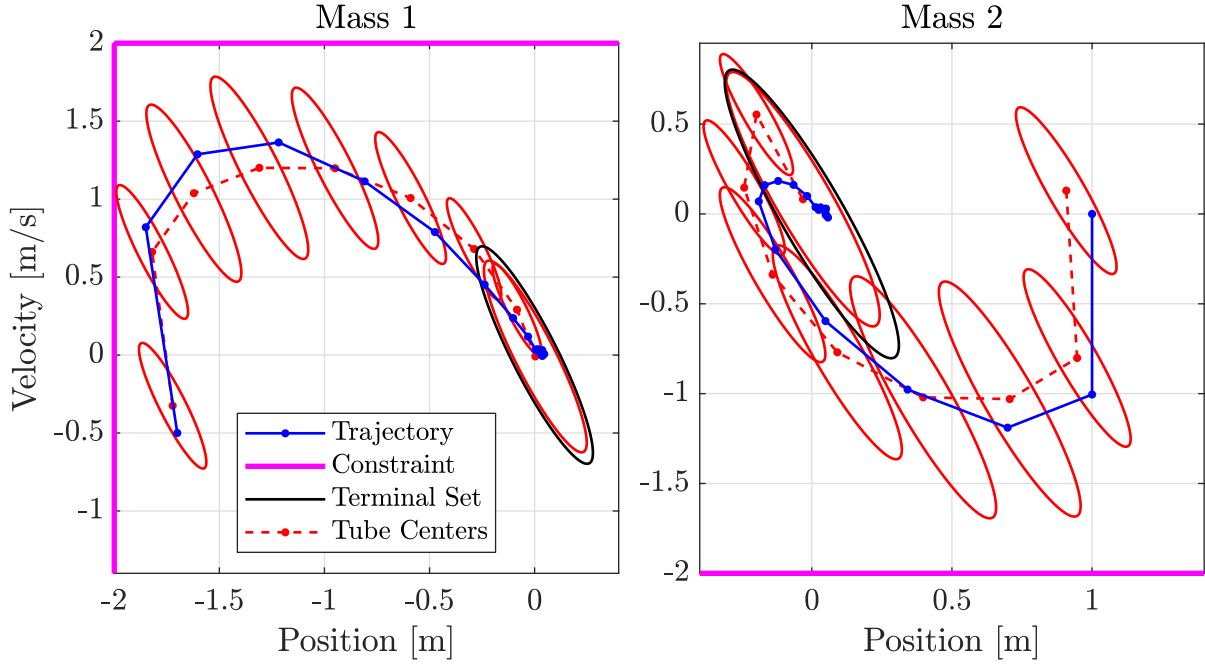 Mass 1
Mass 2
Velocity [m/s]
2
1.5
1
0.5
0
-0.5
-1
0.5
0
-0.5
-1
-1.5
-2
Trajectory
Constraint
Terminal Set
Tube Centers
-2
-1.5
-1
-0.5
0
0
0.5
1
Position [m]
Position [m]